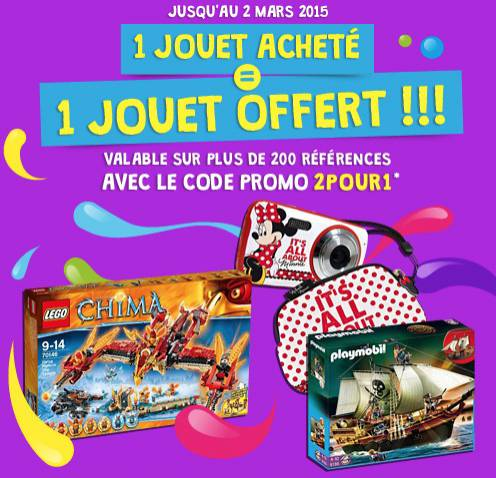 JUSQU'AU 2 MARS 2015
1 JOUET ACHETÉ
=
1 JOUET OFFERT !!!
VALABLE SUR PLUS DE 200 RÉFÉRENCES
AVEC LE CODE PROMO 2POUR1*
IT'S
ALL
ABOUT
Minnie
LEGO CHIMA
9-14
70146
IT'S
ALL
ABOUT
playmobil